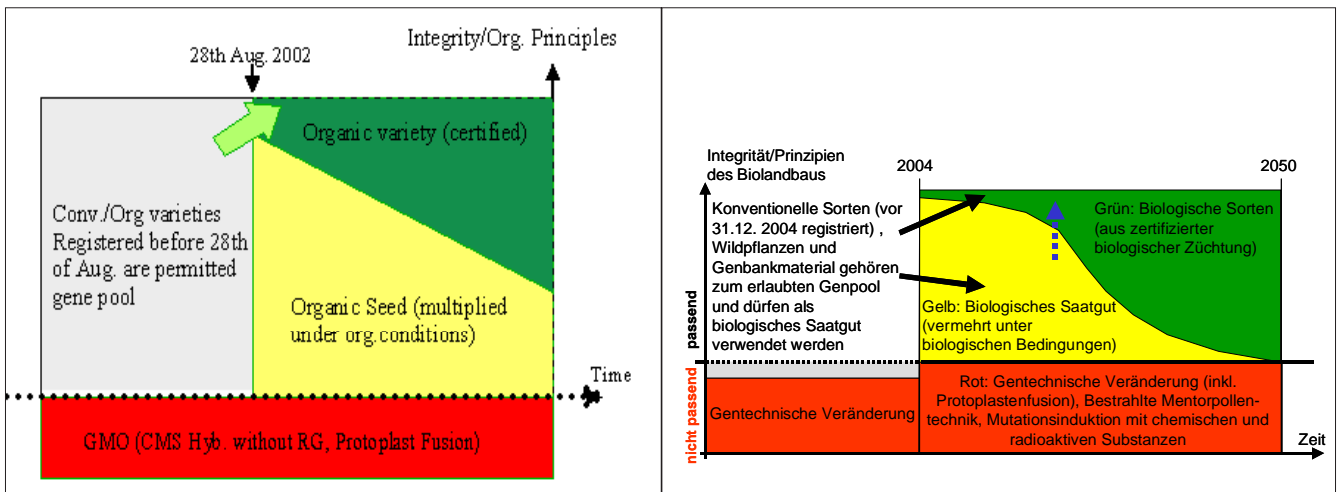 Integrity/Org. Principles
28th Aug. 2002
Organic variety (certified)
Conv./Org varieties
Registered before 28th
of Aug. are permitted
gene pool
Organic Seed (multiplied
under org.conditions)
Time
GMO (CMS Hyb. without RG, Protoplast Fusion)
Integrität/Prinzipien
des Biolandbaus
2004
2050
Konventionelle Sorten (vor
31.12. 2004 registriert) ,
Wildpflanzen und
Genbankmaterial gehören
zum erlaubten Genpool
und dürfen als
biologisches Saatgut
verwendet werden
Grün: Biologische Sorten
(aus zertifizierter
biologischer Züchtung)
Gelb: Biologisches Saatgut
(vermehrt unter
biologischen Bedingungen)
passend
nicht passend
Gentechnische Veränderung
Rot: Gentechnische Veränderung (inkl.
Protoplastenfusion), Bestrahlte Mentorpollen-
technik, Mutationsinduktion mit chemischen und
radioaktiven Substanzen
Zeit